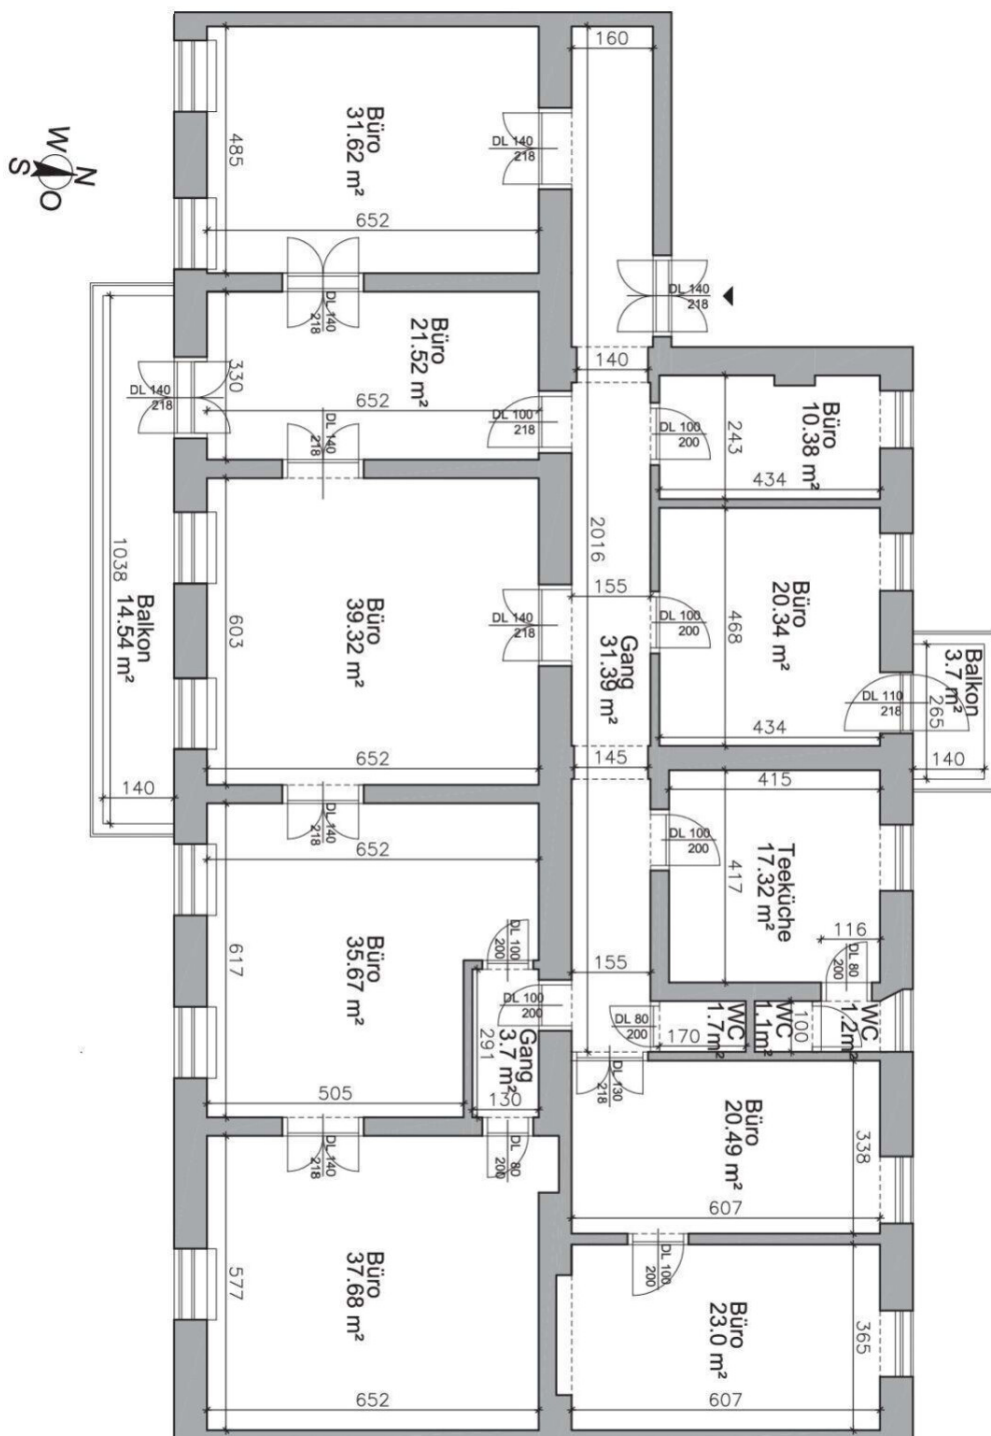 160
Büro
31.62 m²
485
652
DL 140
218
DL 140
218
W
N
S
O
DL 140
218
Büro
21.52 m²
330
652
DL 140
218
DL 140
218
DL 100
218
140
Büro
10.38 m²
243
434
DL 100
200
2016
1038
Balkon
14.54 m²
140
Büro
39.32 m²
603
652
DL 140
218
155
Gang
31.39 m²
DL 100
200
Büro
20.34 m²
468
434
DL 110
218
Balkon
3.7 m²
265
140
145
DL 140
218
652
Büro
35.67 m²
617
505
DL 100
200
DL 100
200
155
DL 100
200
415
Teeküche
17.32 m²
417
116
DL 80
200
Gang
3.7 m²
291
130
DL 80
200
WC
1.7m²
170
WC
1.1m²
100
WC
1.2m²
DL 130
218
DL 140
218
DL 80
200
Büro
20.49 m²
338
607
DL 100
200
Büro
37.68 m²
577
652
Büro
23.0 m²
365
607